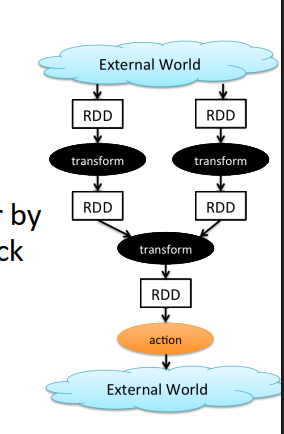 External World
RDD RDD
transform transform
RDD RDD
r by
transform
ck
RDD
action
External World